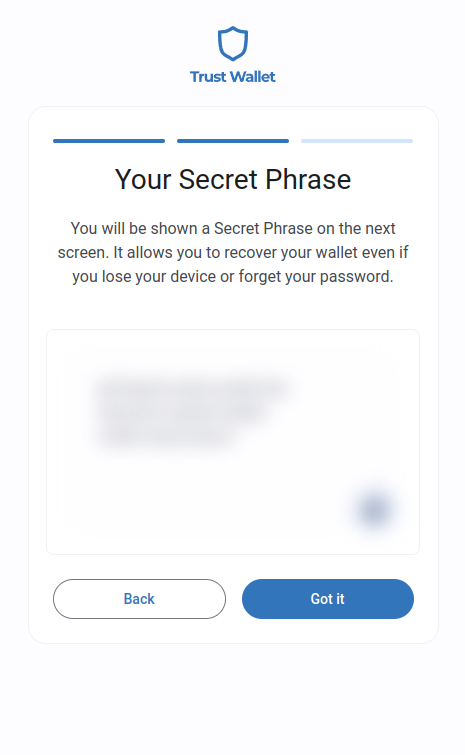 Trust Wallet
Your Secret Phrase
You will be shown a Secret Phrase on the next
screen. It allows you to recover your wallet even if
you lose your device or forget your password.
Back
Got it